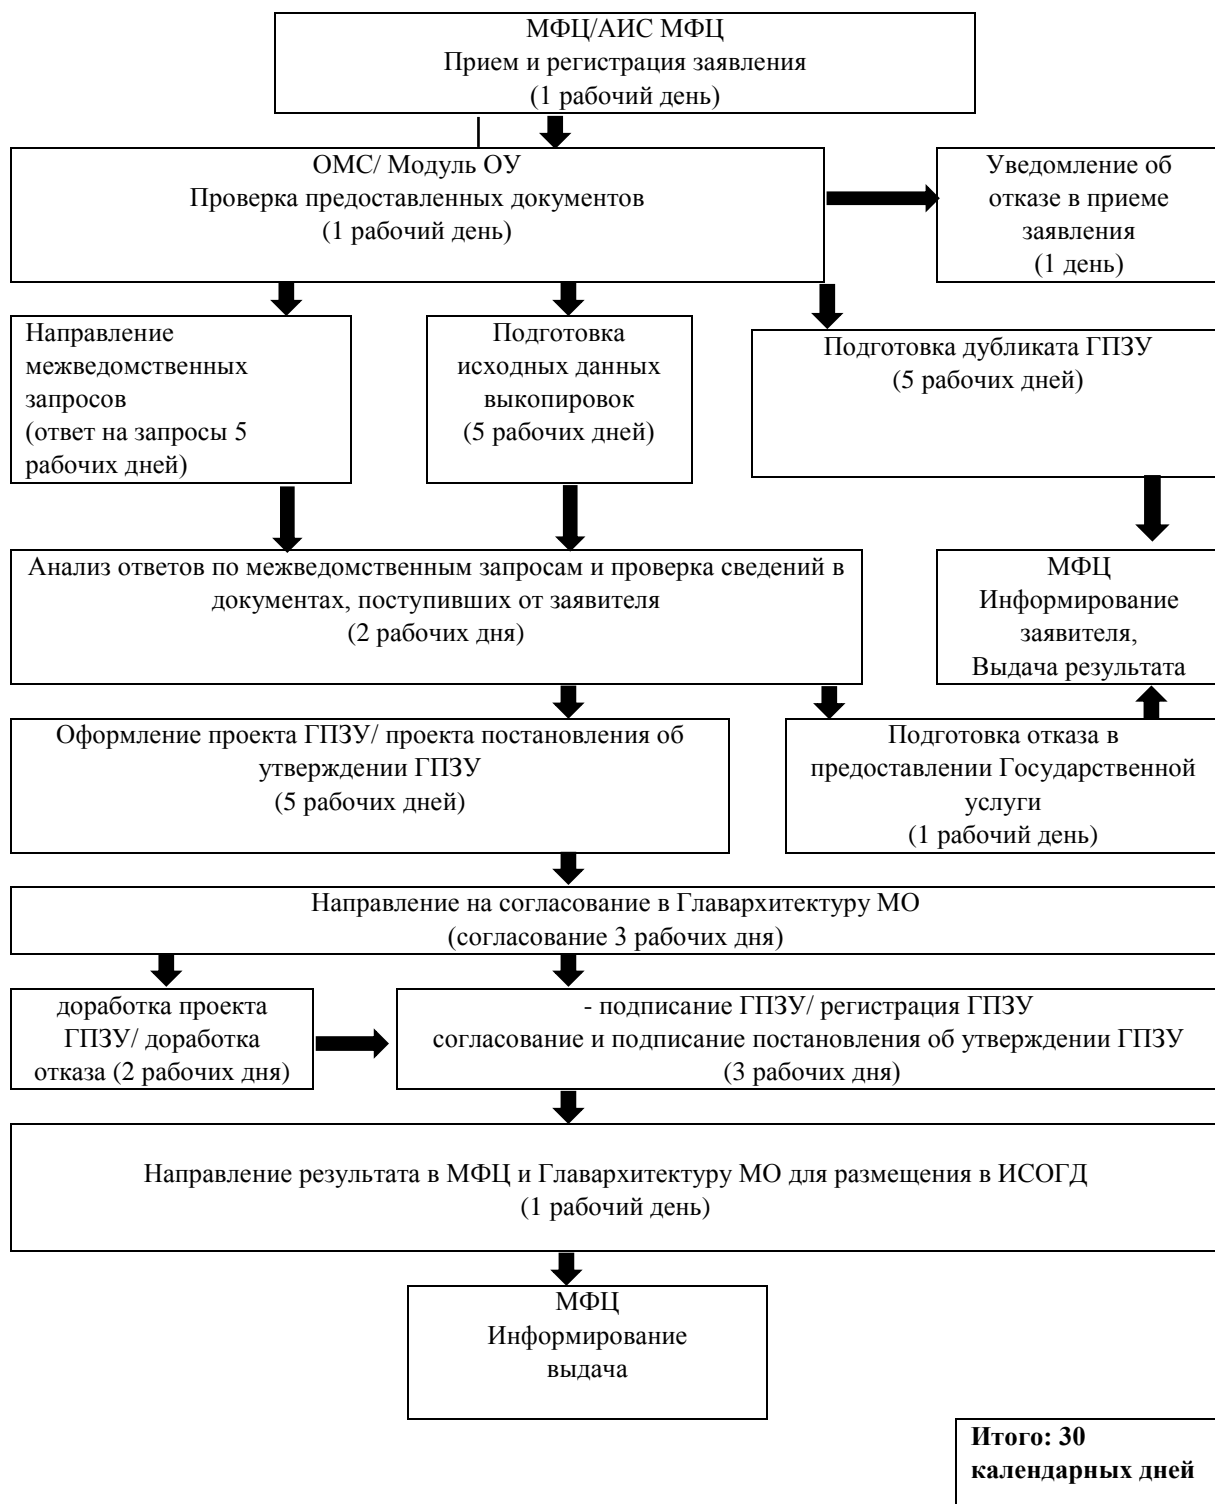 МФЦ/АИС МФЦ
Прием и регистрация заявления
(1 рабочий день)
ОМС/ Модуль ОУ
Проверка предоставленных документов
(1 рабочий день)
Уведомление об
отказе в приеме
заявления
(1 день)
Направление
межведомственных
запросов
(ответ на запросы 5
рабочих дней)
Подготовка
исходных данных
выкопировок
(5 рабочих дней)
Подготовка дубликата ГПЗУ
(5 рабочих дней)
Анализ ответов по межведомственным запросам и проверка сведений в
документах, поступивших от заявителя
(2 рабочих дня)
МФЦ
Информирование
заявителя,
Выдача результата
Оформление проекта ГПЗУ/ проекта постановления об
утверждении ГПЗУ
(5 рабочих дней)
Подготовка отказа в
предоставлении Государственной
услуги
(1 рабочий день)
Направление на согласование в Главархитектуру МО
(согласование 3 рабочих дня)
доработка проекта
ГПЗУ/ доработка
отказа (2 рабочих дня)
- подписание ГПЗУ/ регистрация ГПЗУ
согласование и подписание постановления об утверждении ГПЗУ
(3 рабочих дня)
Направление результата в МФЦ и Главархитектуру МО для размещения в ИСОГД
(1 рабочий день)
МФЦ
Информирование
выдача
Итого: 30
календарных дней